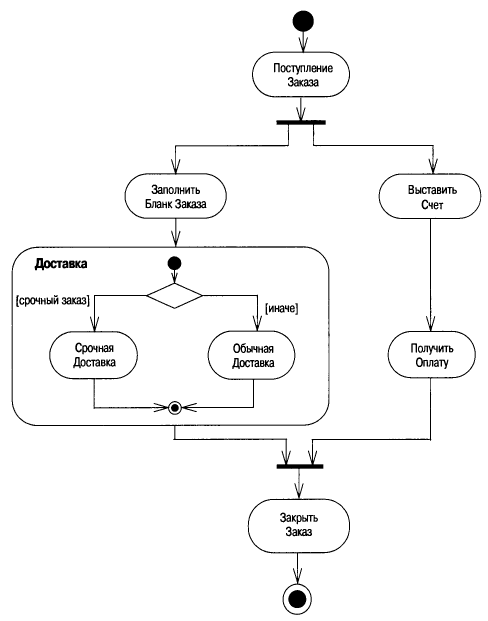 Поступление
Заказа
Заполнить
Бланк Заказа
Выставить
Счет
Доставка
[срочный заказ]
[иначе]
Срочная
Доставка
Обычная
Доставка
Получить
Оплату
Закрыть
Заказ